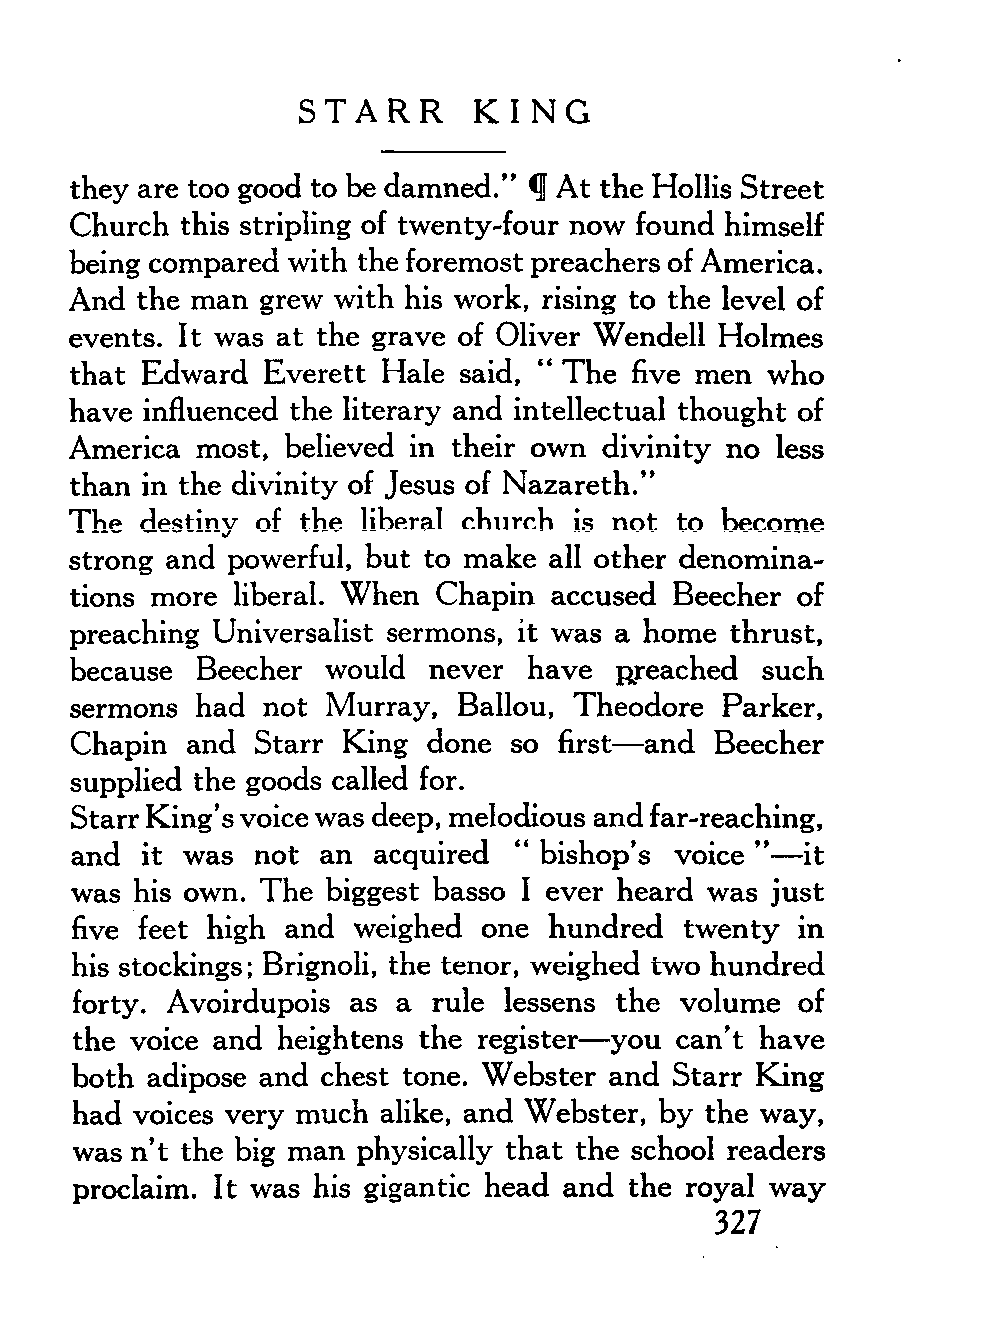 STARR KING
they are too good to be damned.” ¶ At the Hollis Street
Church this stripling of twenty-four now found himself
being compared with the foremost preachers of America.
And the man grew with his work, rising to the level of
events. It was at the grave of Oliver Wendell Holmes
that Edward Everett Hale said, “ The five men who
have influenced the literary and intellectual thought of
America most, believed in their own divinity no less
than in the divinity of Jesus of Nazareth.”
The destiny of the liberal church is not to become
strong and powerful, but to make all other denomina-
tions more liberal. When Chapin accused Beecher of
preaching Universalist sermons, it was a home thrust,
because Beecher would never have preached such
sermons had not Murray, Ballou, Theodore Parker,
Chapin and Starr King done so first—and Beecher
supplied the goods called for.
Starr King’s voice was deep, melodious and far-reaching,
and it was not an acquired “ bishop’s voice ”—it
was his own. The biggest basso I ever heard was just
five feet high and weighed one hundred twenty in
his stockings; Brignoli, the tenor, weighed two hundred
forty. Avoirdupois as a rule lessens the volume of
the voice and heightens the register—you can’t have
both adipose and chest tone. Webster and Starr King
had voices very much alike, and Webster, by the way,
was n’t the big man physically that the school readers
proclaim. It was his gigantic head and the royal way
327